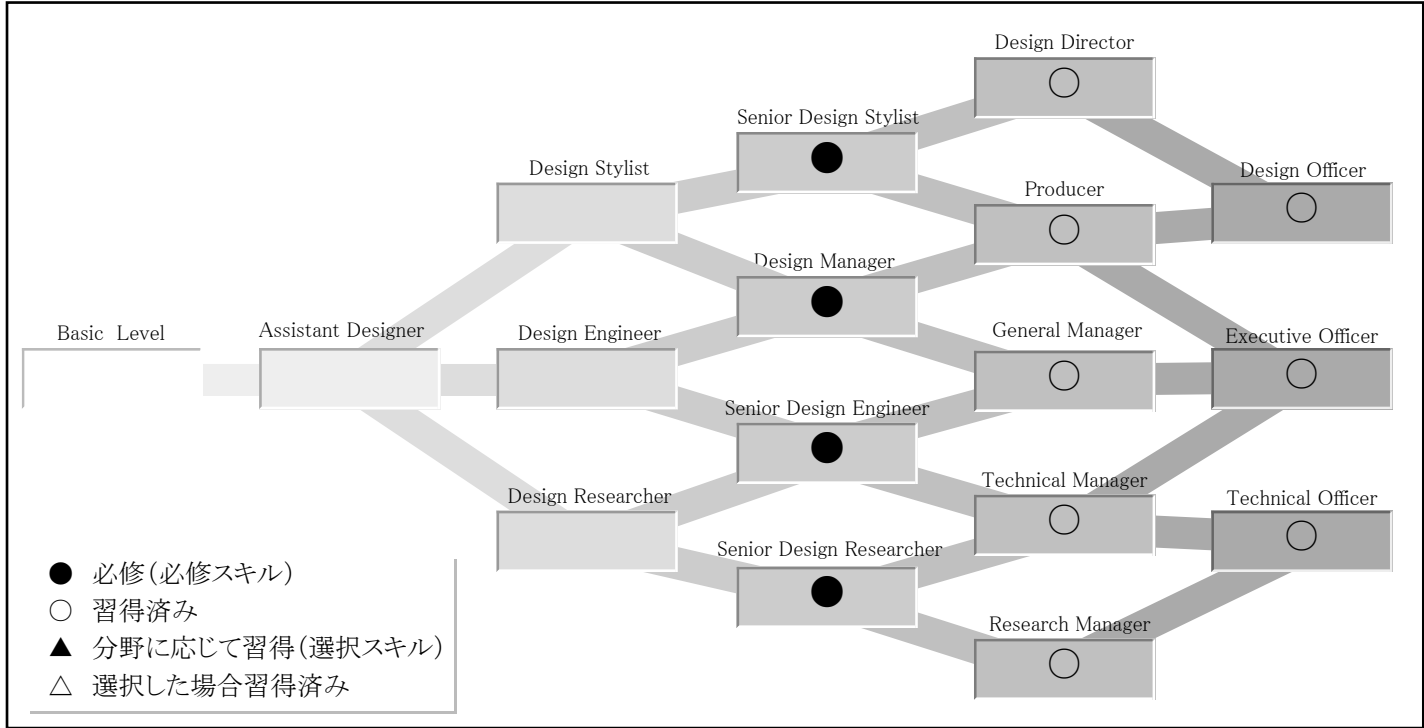 Design Director
○
Senior Design Stylist
●
Design Stylist
Design Officer
○
Producer
○
Design Manager
●
Basic Level
Assistant Designer
Design Engineer
General Manager
○
Executive Officer
○
Senior Design Engineer
●
Design Researcher
Technical Manager
○
Technical Officer
○
Senior Design Researcher
●
Research Manager
○
● 必修（必修スキル）
○ 習得済み
▲ 分野に応じて習得（選択スキル）
△ 選択した場合習得済み